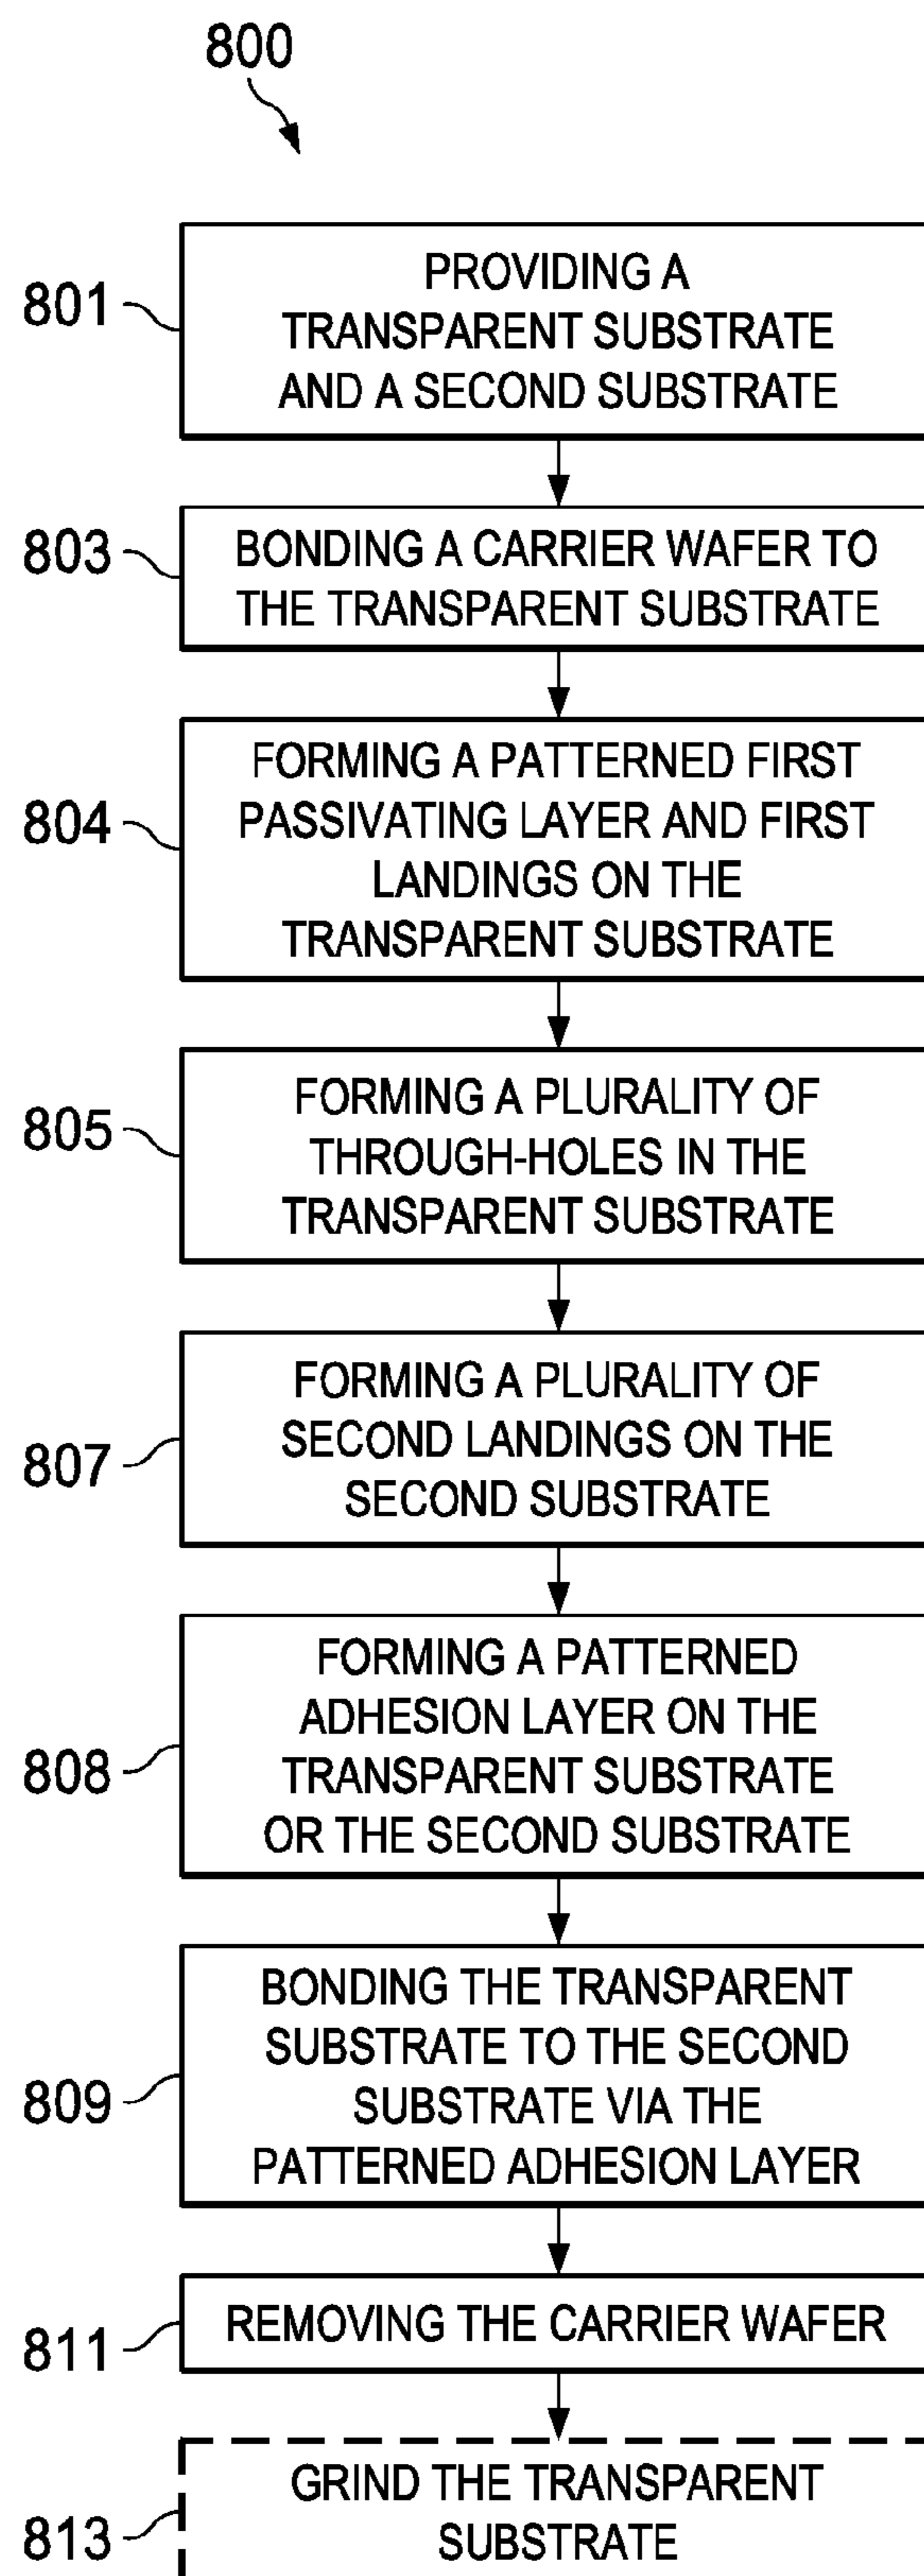 800
801
PROVIDING A
TRANSPARENT SUBSTRATE
AND A SECOND SUBSTRATE
803
BONDING A CARRIER WAFER TO
THE TRANSPARENT SUBSTRATE
804
FORMING A PATTERNED FIRST
PASSIVATING LAYER AND FIRST
LANDINGS ON THE
TRANSPARENT SUBSTRATE
805
FORMING A PLURALITY OF
THROUGH-HOLES IN THE
TRANSPARENT SUBSTRATE
807
FORMING A PLURALITY OF
SECOND LANDINGS ON THE
SECOND SUBSTRATE
808
FORMING A PATTERNED
ADHESION LAYER ON THE
TRANSPARENT SUBSTRATE
OR THE SECOND SUBSTRATE
809
BONDING THE TRANSPARENT
SUBSTRATE TO THE SECOND
SUBSTRATE VIA THE
PATTERNED ADHESION LAYER
811
REMOVING THE CARRIER WAFER
813
GRIND THE TRANSPARENT
SUBSTRATE